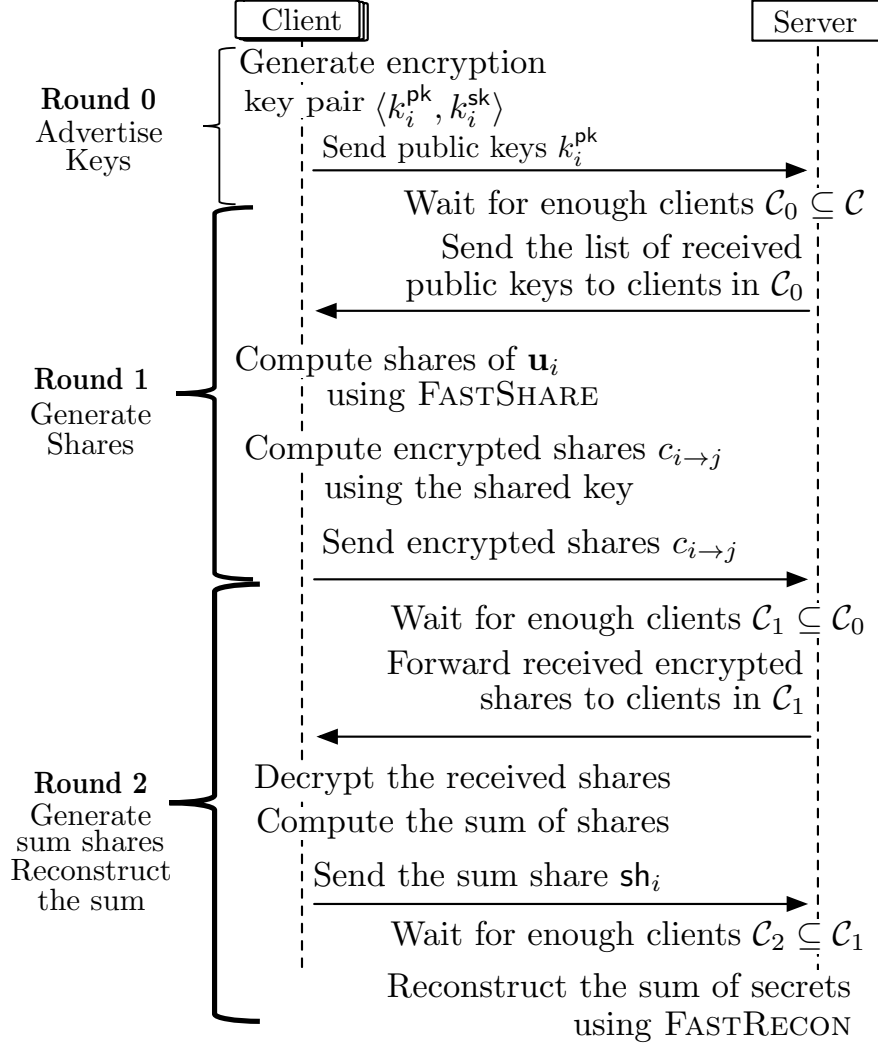 Client
Server
Generate encryption
key pair ⟨k_i^pk, k_i^sk⟩
Round 0
Advertise
Keys
Send public keys k_i^pk
Wait for enough clients C_0 ⊆ C
Send the list of received
public keys to clients in C_0
Round 1
Generate
Shares
Compute shares of u_i
using FASTSHARE
Compute encrypted shares c_{i→j}
using the shared key
Send encrypted shares c_{i→j}
Wait for enough clients C_1 ⊆ C_0
Forward received encrypted
shares to clients in C_1
Round 2
Generate
sum shares
Reconstruct
the sum
Decrypt the received shares
Compute the sum of shares
Send the sum share sh_i
Wait for enough clients C_2 ⊆ C_1
Reconstruct the sum of secrets
using FASTRECON